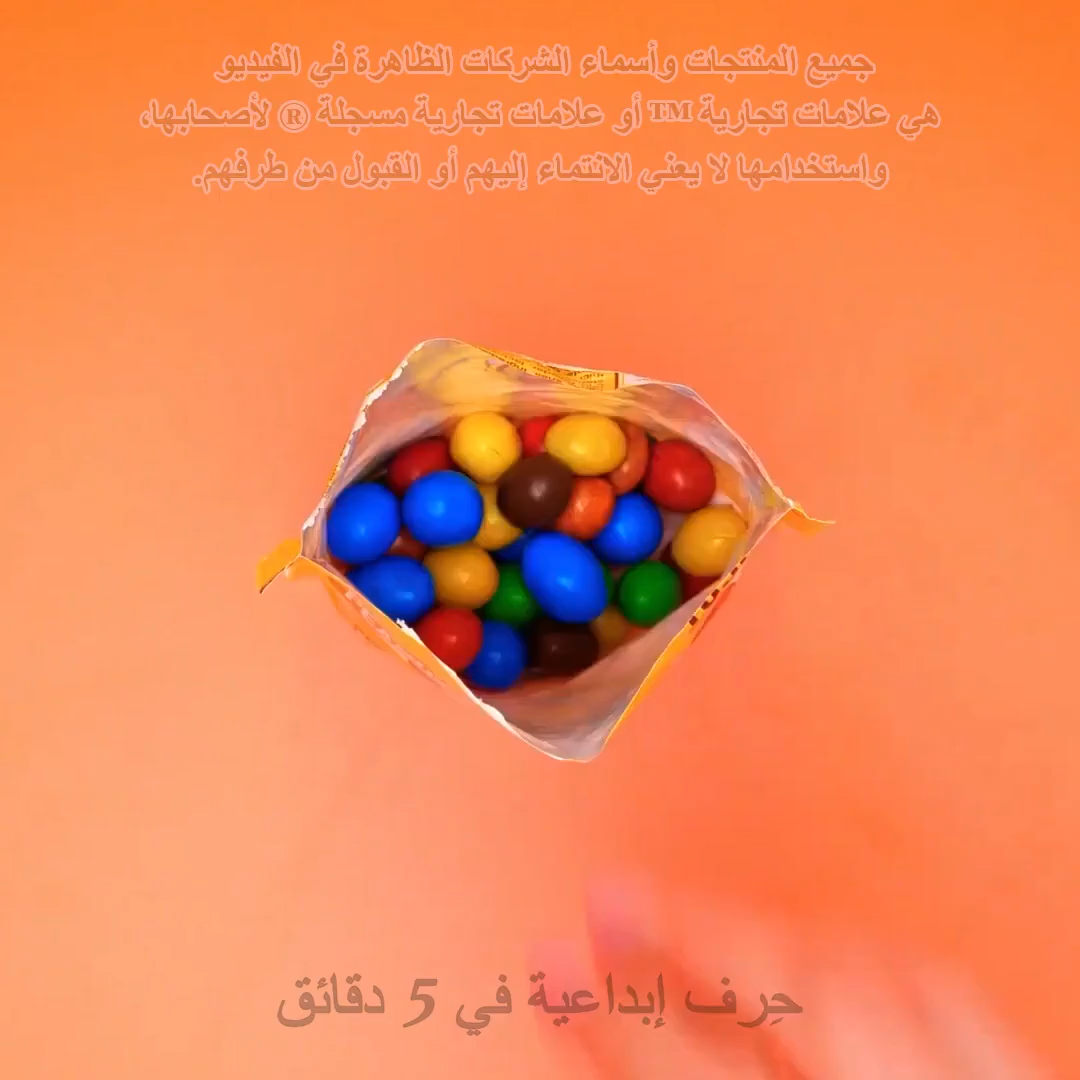 جميع المنتجات وأسماء الشركات الظاهرة في الفيديو
هي علامات تجارية TM أو علامات تجارية مسجلة ® لأصحابها،
واستخدامها لا يعني الانتماء إليهم أو القبول من طرفهم.
حِرف إبداعية في 5 دقائق